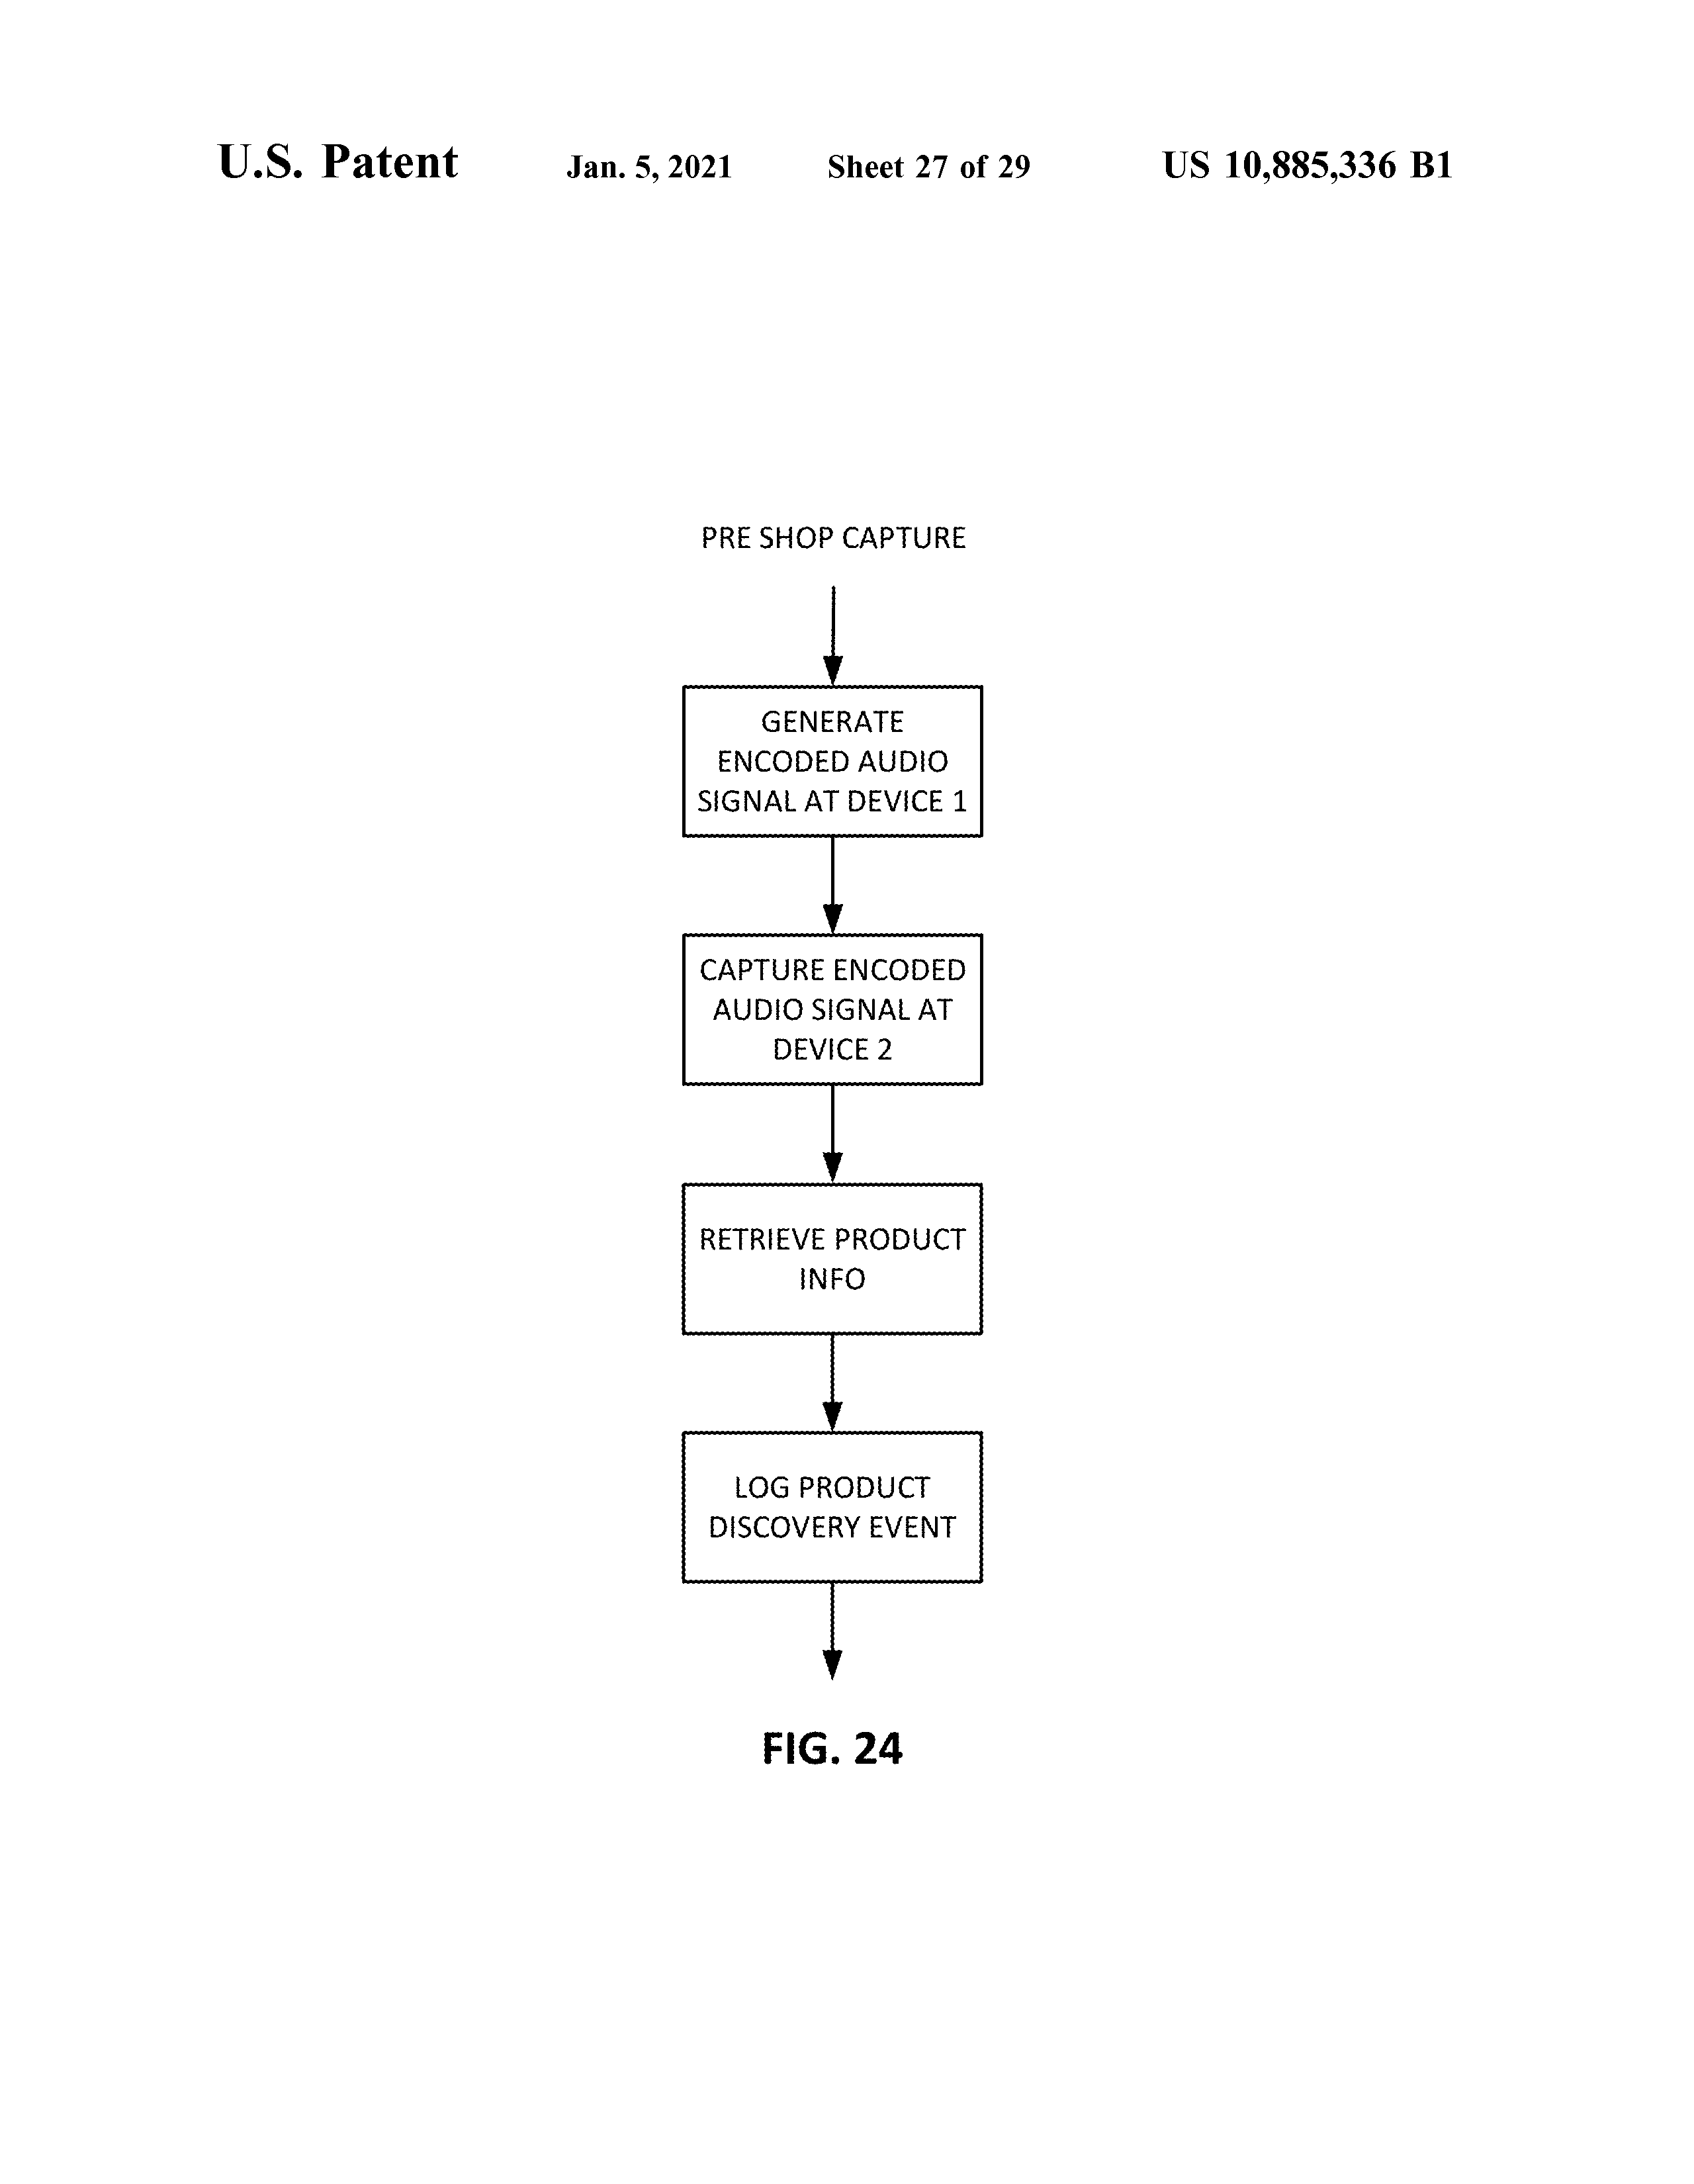 U.S. Patent Jan. 5, 2021 Sheet 27 of 29 US 10,885,336 B1
PRE SHOP CAPTURE
GENERATE
ENCODED AUDIO
SIGNAL AT DEVICE 1
CAPTURE ENCODED
AUDIO SIGNAL AT
DEVICE 2
RETRIEVE PRODUCT
INFO
LOG PRODUCT
DISCOVERY EVENT
FIG. 24